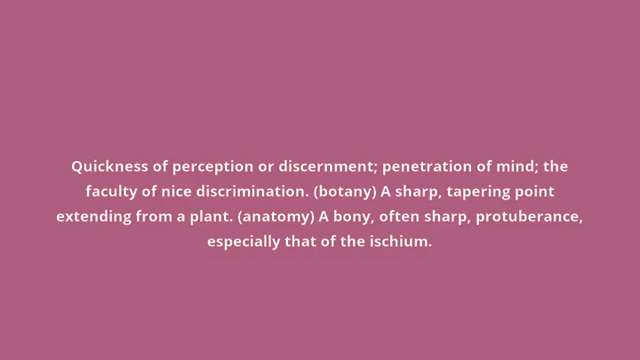 Quickness of perception or discernment; penetration of mind; the
faculty of nice discrimination. (botany) A sharp, tapering point
extending from a plant. (anatomy) A bony, often sharp, protuberance,
especially that of the ischium.